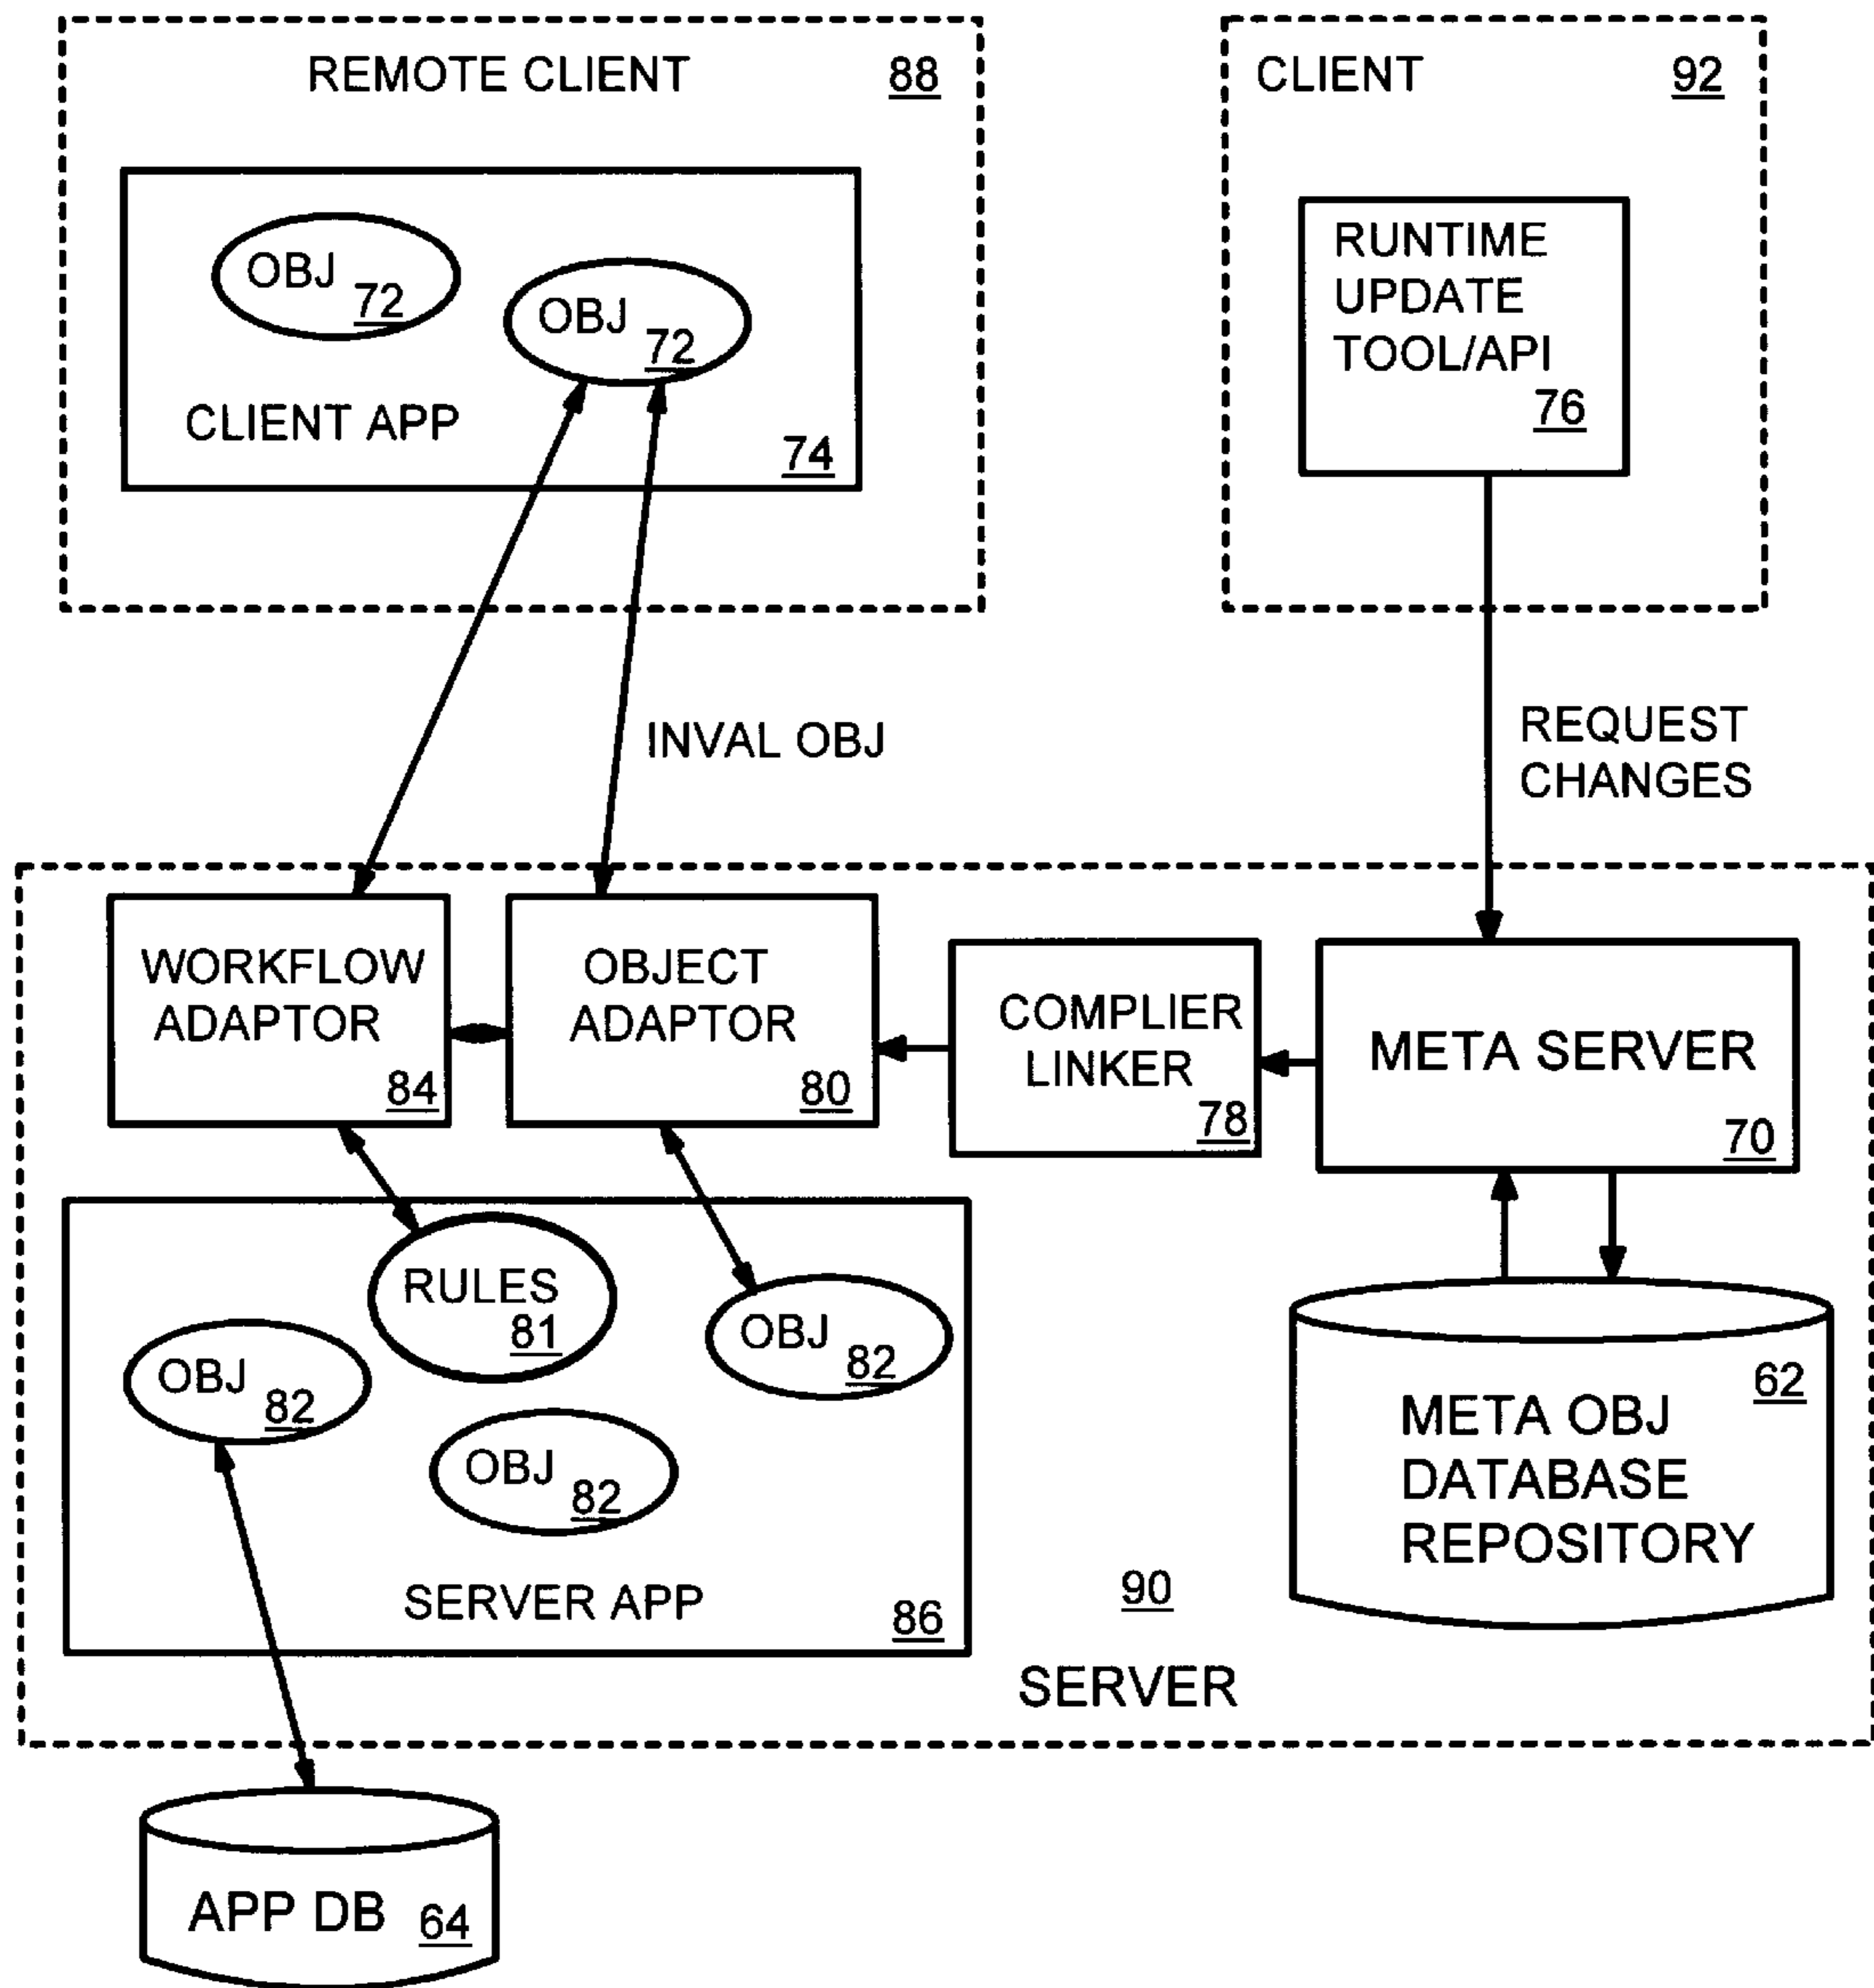 REMOTE CLIENT 88
OBJ 72
OBJ 72
CLIENT APP 74
CLIENT 92
RUNTIME
UPDATE
TOOL/API
76
INVAL OBJ
REQUEST
CHANGES
WORKFLOW
ADAPTOR
84
OBJECT
ADAPTOR
80
COMPLIER
LINKER
78
META SERVER
70
RULES
81
OBJ 82
OBJ 82
OBJ 82
SERVER APP 86
62
META OBJ
DATABASE
REPOSITORY
90
SERVER
APP DB 64